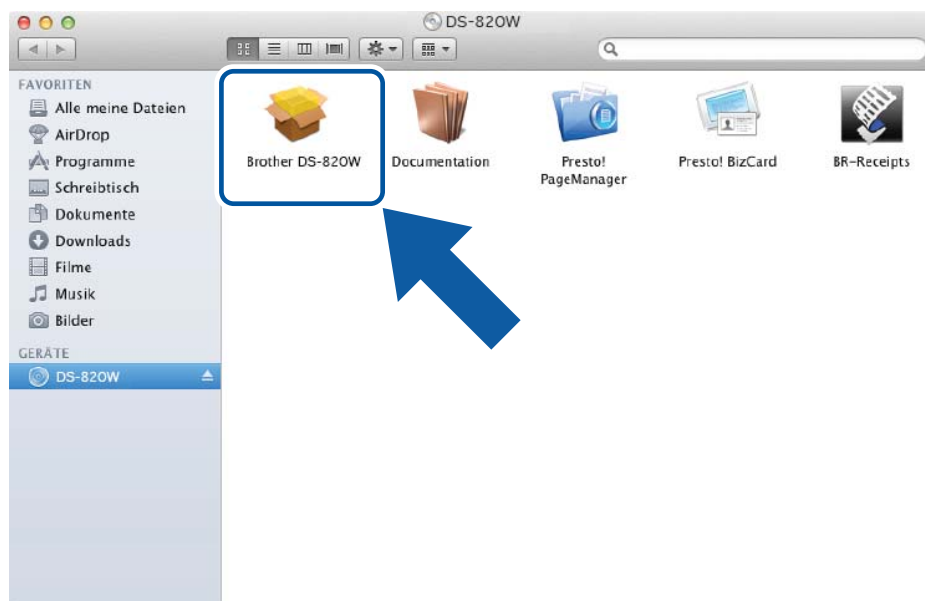 DS-820W
FAVORITEN
Alle meine Dateien
AirDrop
Programme
Schreibtisch
Dokumente
Downloads
Filme
Musik
Bilder
GERÄTE
DS-820W
Brother DS-820W
Documentation
Presto!
PageManager
Presto! BizCard
BR-Receipts